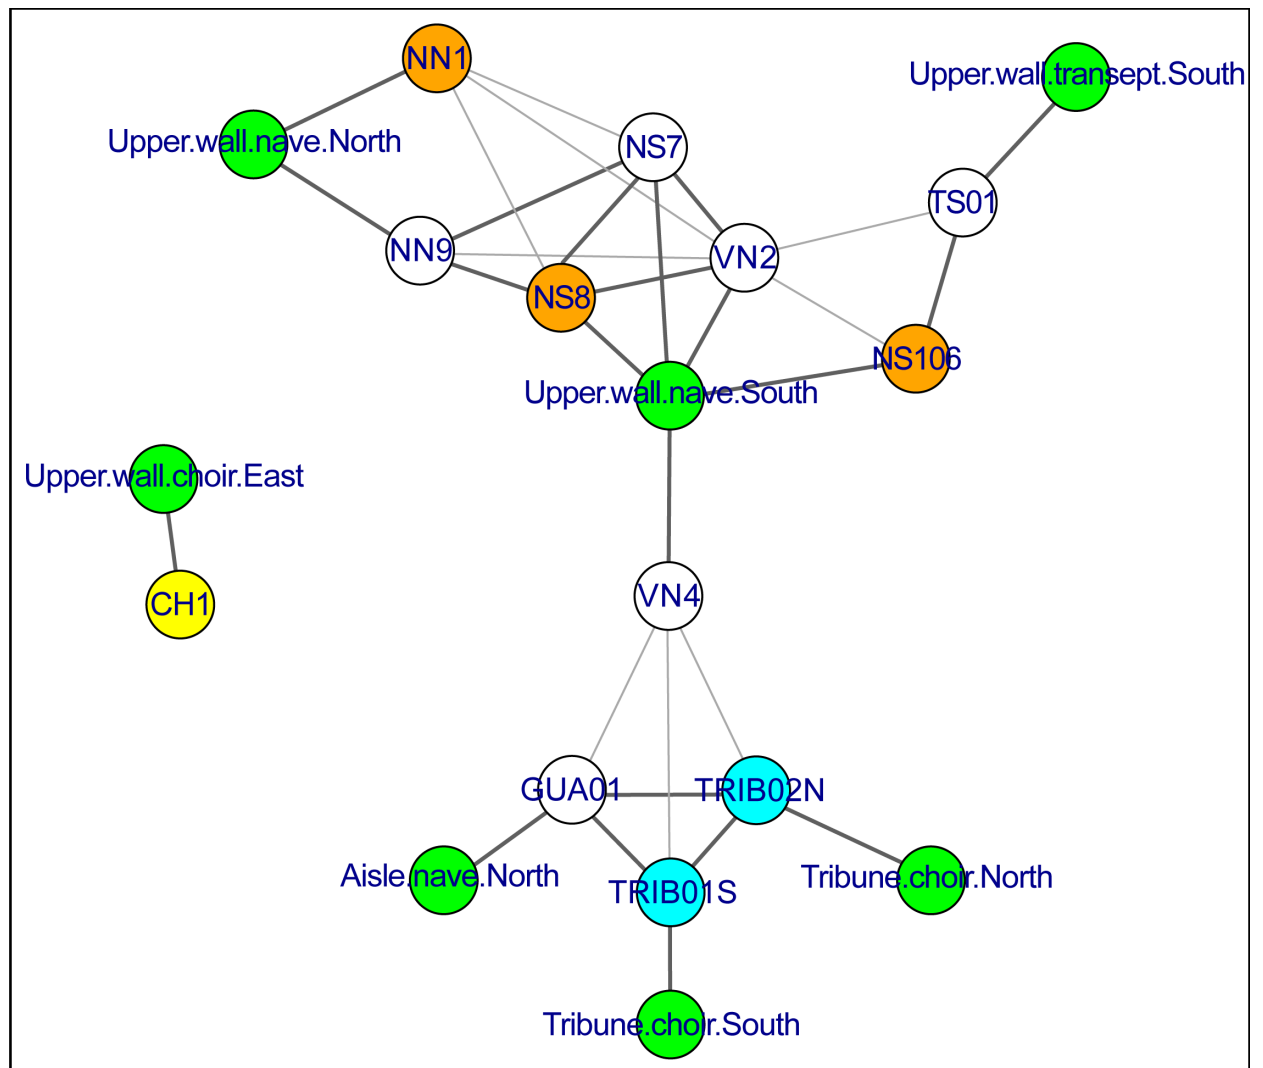 NN1
Upper.wall.transept.South
Upper.wall.nave.North
NS7
TS01
NN9
VN2
NS8
NS106
Upper.wall.nave.South
Upper.wall.choir.East
CH1
VN4
GUA01
TRIB02N
Aisle.nave.North
TRIB01S
Tribune.choir.North
Tribune.choir.South